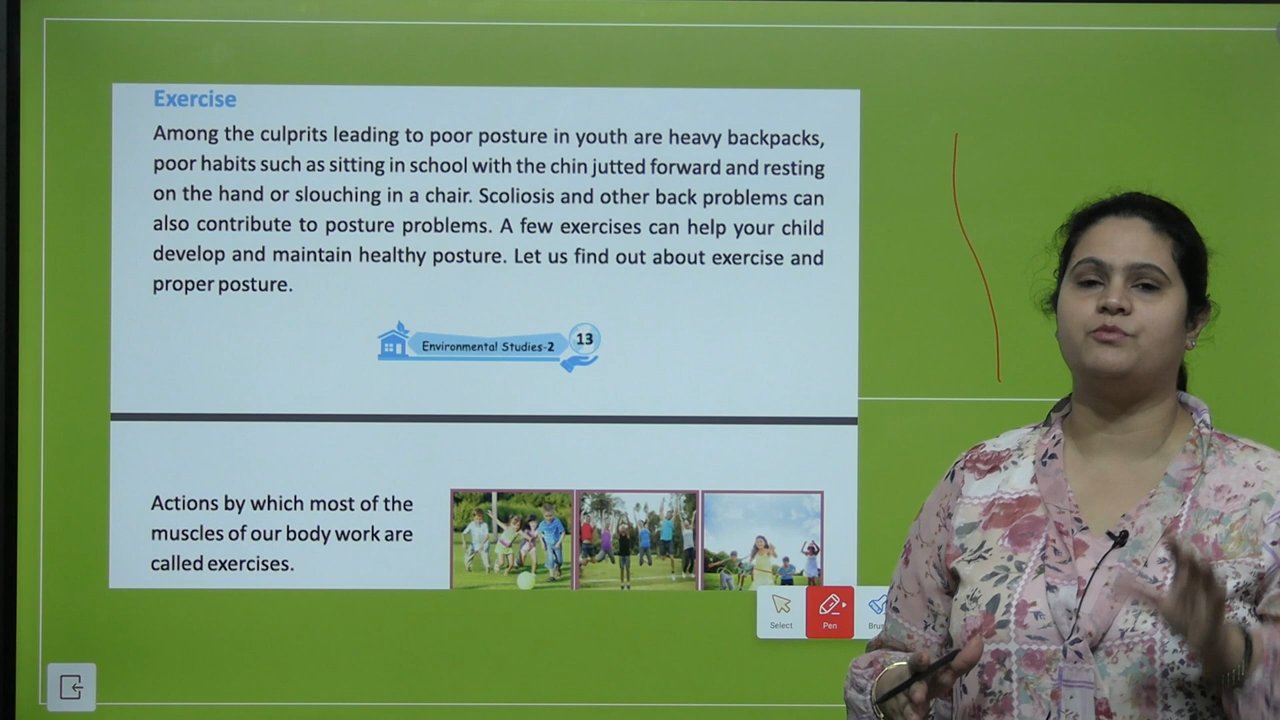 Exercise
Among the culprits leading to poor posture in youth are heavy backpacks,
poor habits such as sitting in school with the chin jutted forward and resting
on the hand or slouching in a chair. Scoliosis and other back problems can
also contribute to posture problems. A few exercises can help your child
develop and maintain healthy posture. Let us find out about exercise and
proper posture.
Environmental Studies-2 13
Actions by which most of the
muscles of our body work are
called exercises.
Select Pen